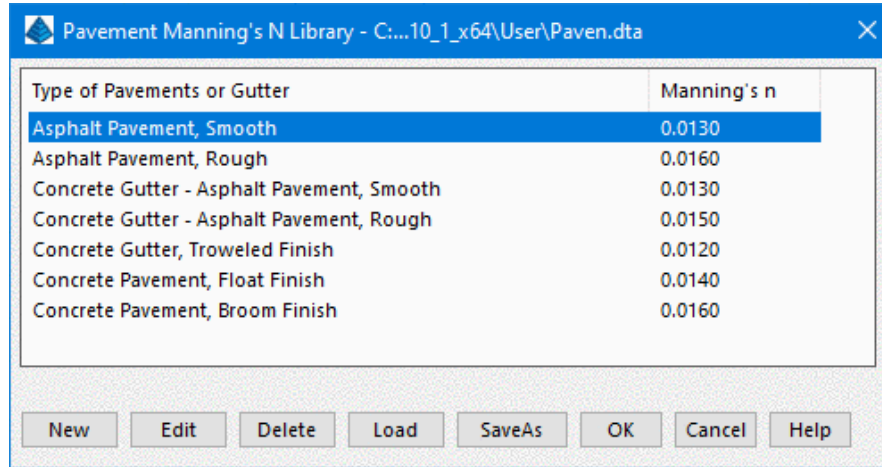 Pavement Manning's N Library - C:...10_1_x64\User\Paven.dta
Type of Pavements or Gutter Manning's n
Asphalt Pavement, Smooth 0.0130
Asphalt Pavement, Rough 0.0160
Concrete Gutter - Asphalt Pavement, Smooth 0.0130
Concrete Gutter - Asphalt Pavement, Rough 0.0150
Concrete Gutter, Troweled Finish 0.0120
Concrete Pavement, Float Finish 0.0140
Concrete Pavement, Broom Finish 0.0160
New Edit Delete Load SaveAs OK Cancel Help